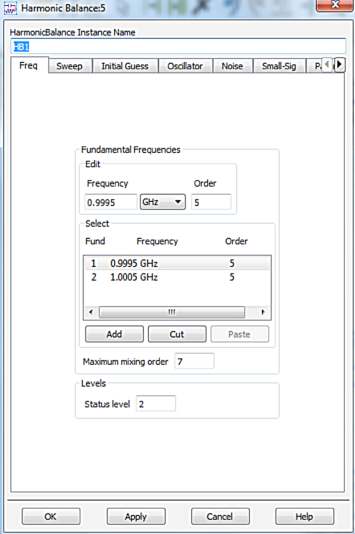 Harmonic Balance:5
HarmonicBalance Instance Name
HB1
Freq Sweep Initial Guess Oscillator Noise Small-Sig
Fundamental Frequencies
Edit
Frequency Order
0.9995 GHz 5
Select
Fund Frequency Order
1 0.9995 GHz 5
2 1.0005 GHz 5
Add Cut Paste
Maximum mixing order 7
Levels
Status level 2
OK Apply Cancel Help